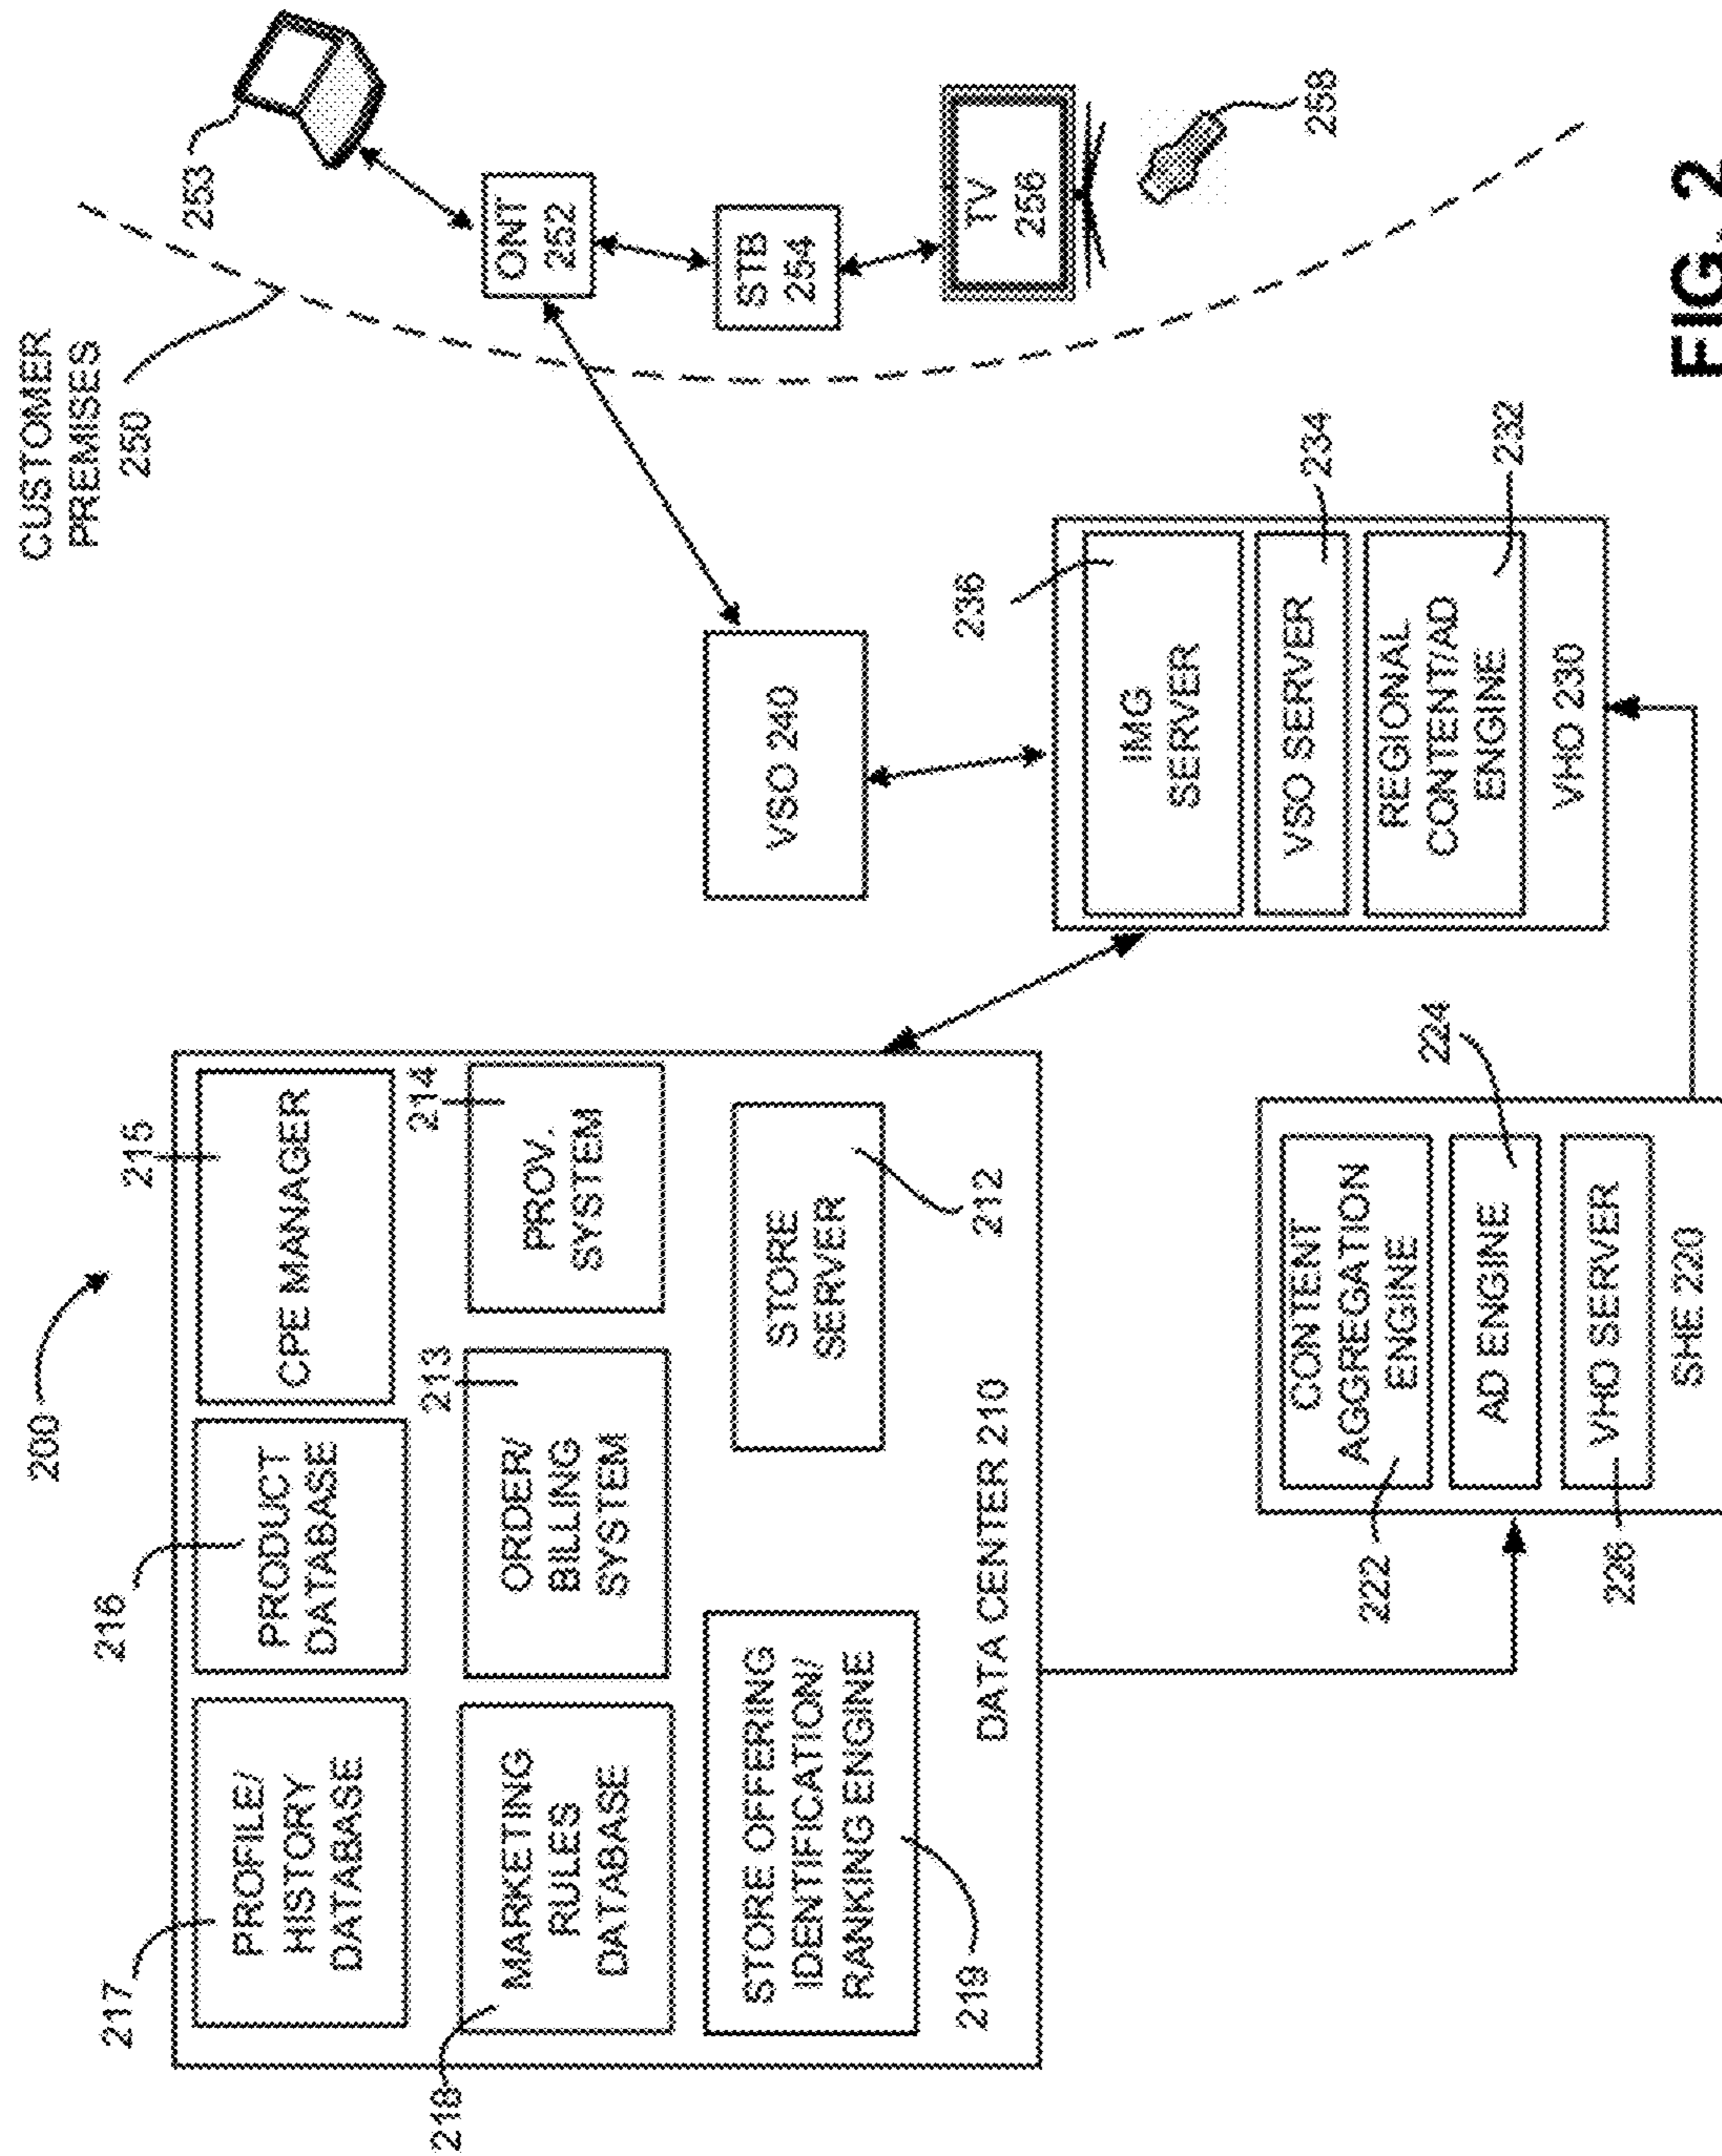 200
CUSTOMER
PREMISES
250
217
216
215
253
PROFILE/
HISTORY
DATABASE
PRODUCT
DATABASE
CPE MANAGER
218
213
214
MARKETING
RULES
DATABASE
ORDER/
BILLING
SYSTEM
PROV.
SYSTEM
ONT
252
STORE OFFERING
IDENTIFICATION/
RANKING ENGINE
STORE
SERVER
VSO 240
STB
254
219
212
DATA CENTER 210
236
TV
256
IMG
SERVER
VSO SERVER
234
258
REGIONAL
CONTENT/AD
ENGINE
232
VHO 230
CONTENT
AGGREGATION
ENGINE
222
224
AD ENGINE
VHO SERVER
226
SHE 220
FIG. 2